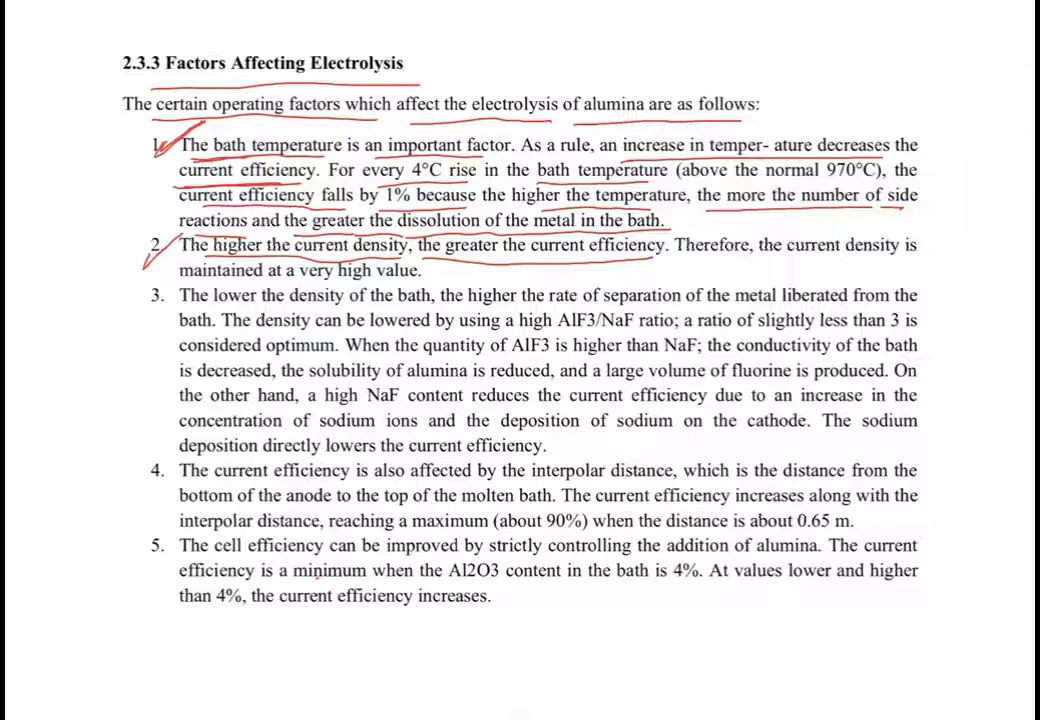 2.3.3 Factors Affecting Electrolysis
The certain operating factors which affect the electrolysis of alumina are as follows:
1. The bath temperature is an important factor. As a rule, an increase in temper- ature decreases the
current efficiency. For every 4°C rise in the bath temperature (above the normal 970°C), the
current efficiency falls by 1% because the higher the temperature, the more the number of side
reactions and the greater the dissolution of the metal in the bath.
2. The higher the current density, the greater the current efficiency. Therefore, the current density is
maintained at a very high value.
3. The lower the density of the bath, the higher the rate of separation of the metal liberated from the
bath. The density can be lowered by using a high AlF3/NaF ratio; a ratio of slightly less than 3 is
considered optimum. When the quantity of AlF3 is higher than NaF; the conductivity of the bath
is decreased, the solubility of alumina is reduced, and a large volume of fluorine is produced. On
the other hand, a high NaF content reduces the current efficiency due to an increase in the
concentration of sodium ions and the deposition of sodium on the cathode. The sodium
deposition directly lowers the current efficiency.
4. The current efficiency is also affected by the interpolar distance, which is the distance from the
bottom of the anode to the top of the molten bath. The current efficiency increases along with the
interpolar distance, reaching a maximum (about 90%) when the distance is about 0.65 m.
5. The cell efficiency can be improved by strictly controlling the addition of alumina. The current
efficiency is a minimum when the Al2O3 content in the bath is 4%. At values lower and higher
than 4%, the current efficiency increases.